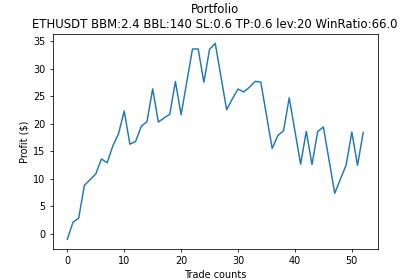 Portfolio
ETHUSDT BBM:2.4 BBL:140 SL:0.6 TP:0.6 lev:20 WinRatio:66.0
35
30
25
20
15
10
5
0
Profit ($)
0 10 20 30 40 50
Trade counts